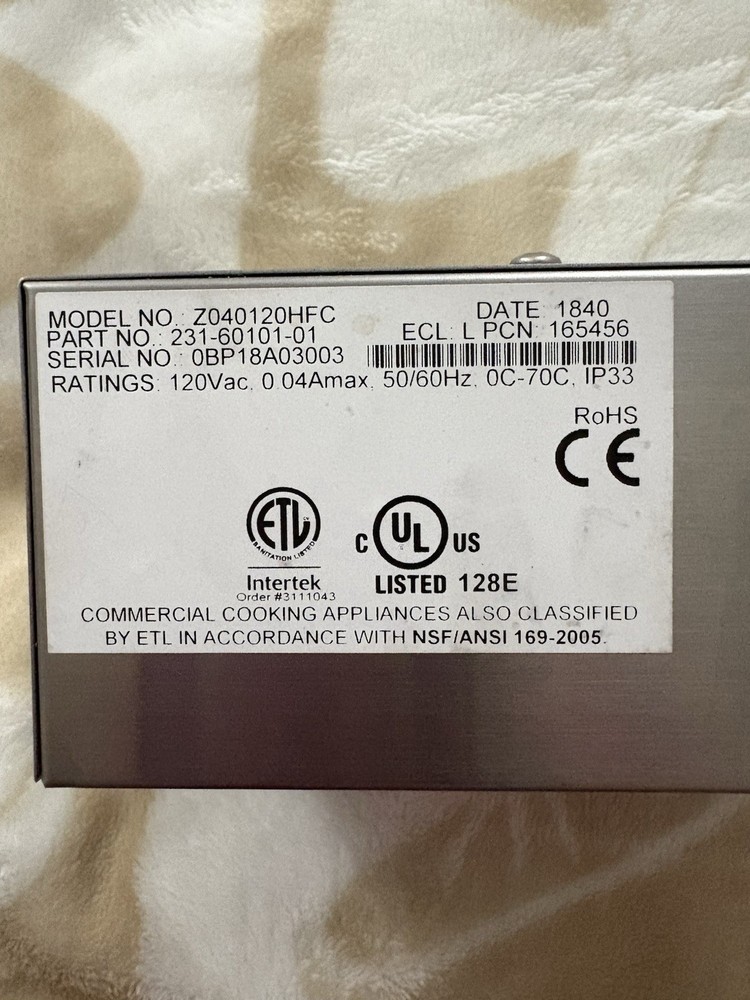 MODEL NO.: Z040120HFC DATE: 1840
PART NO.: 231-60101-01 ECL: L PCN: 165456
SERIAL NO.: 0BP18A03003
RATINGS: 120Vac, 0.04Amax, 50/60Hz, 0C-70C, IP33
RoHS
CE
ETL
SANITATION LISTED
Intertek
Order #3111043
C UL US
LISTED 128E
COMMERCIAL COOKING APPLIANCES ALSO CLASSIFIED
BY ETL IN ACCORDANCE WITH NSF/ANSI 169-2005.